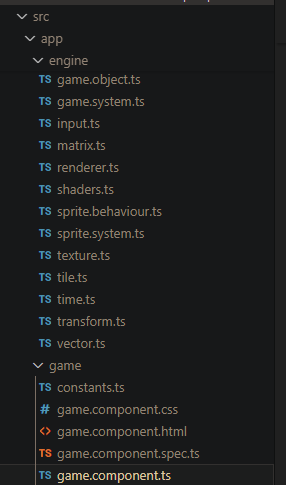 src
app
engine
TS game.object.ts
TS game.system.ts
TS input.ts
TS matrix.ts
TS renderer.ts
TS shaders.ts
TS sprite.behaviour.ts
TS sprite.system.ts
TS texture.ts
TS tile.ts
TS time.ts
TS transform.ts
TS vector.ts
game
TS constants.ts
# game.component.css
<> game.component.html
TS game.component.spec.ts
TS game.component.ts